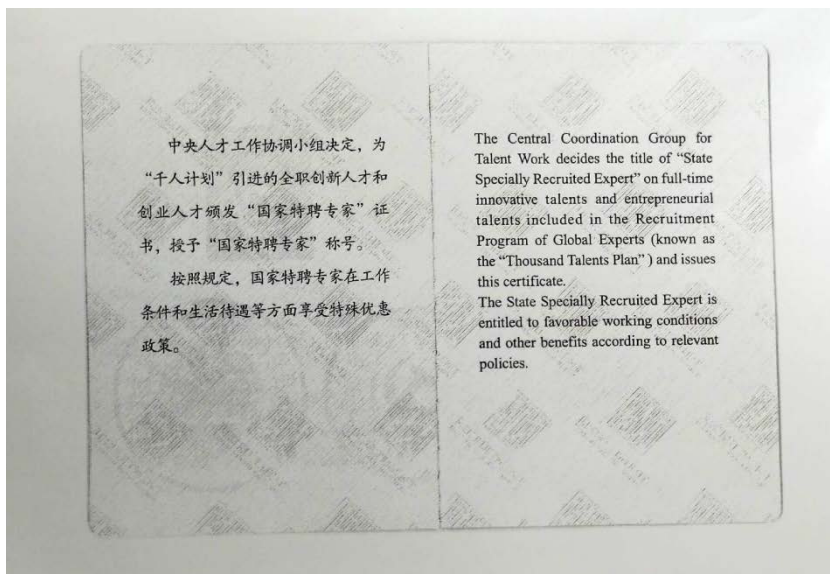 中央人才工作协调小组决定，为
“千人计划”引进的全职创新人才和
创业人才颁发“国家特聘专家”证
书，授予“国家特聘专家”称号。
按照规定，国家特聘专家在工作
条件和生活待遇等方面享受特殊优惠
政策。
The Central Coordination Group for
Talent Work decides the title of “State
Specially Recruited Expert” on full-time
innovative talents and entrepreneurial
talents included in the Recruitment
Program of Global Experts (known as
the “Thousand Talents Plan” ) and issues
this certificate.
The State Specially Recruited Expert is
entitled to favorable working conditions
and other benefits according to relevant
policies.